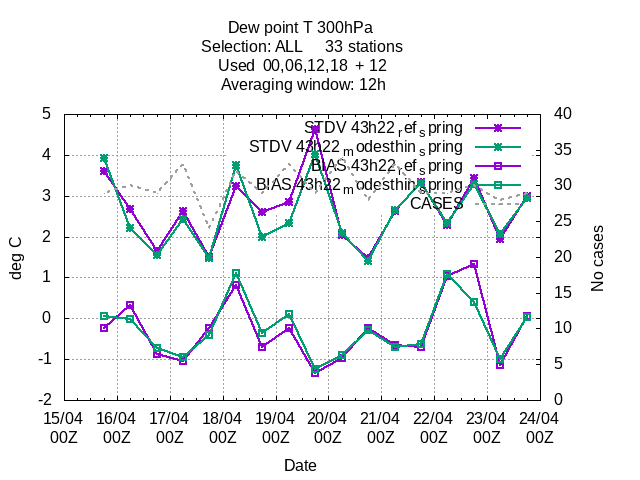 Dew point T 300hPa
Selection: ALL     33 stations
Used  00,06,12,18  + 12
Averaging window: 12h
STDV 43h22_ref_spring
STDV 43h22_modesthin_spring
BIAS 43h22_ref_spring
BIAS 43h22_modesthin_spring
CASES
5
4
3
2
1
0
-1
-2
deg C
40
35
30
25
20
15
10
5
0
No cases
15/04 16/04 17/04 18/04 19/04 20/04 21/04 22/04 23/04 24/04
00Z 00Z 00Z 00Z 00Z 00Z 00Z 00Z 00Z 00Z
Date